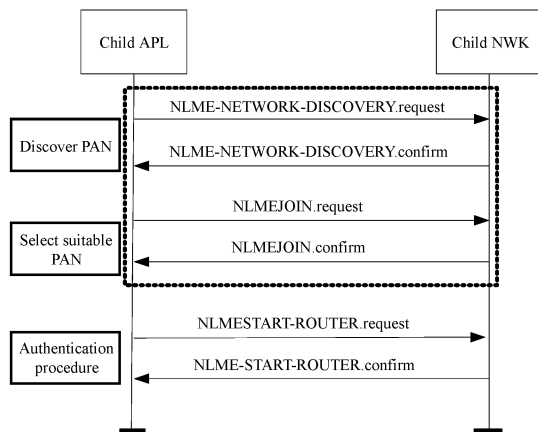 Child APL
Child NWK
NLME-NETWORK-DISCOVERY.request
Discover PAN
NLME-NETWORK-DISCOVERY.confirm
NLMEJOIN.request
Select suitable
PAN
NLMEJOIN.confirm
NLMESTART-ROUTER.request
Authentication
procedure
NLME-START-ROUTER.confirm